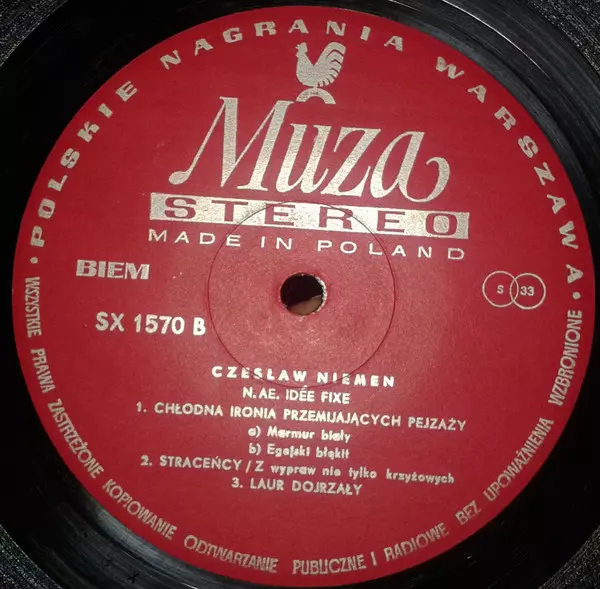 • POLSKIE NAGRANIA WARSZAWA •
Muza
STEREO
MADE IN POLAND
BIEM
S 33
SX 1570 B
CZESŁAW NIEMEN
N. AE. IDÉE FIXE
1. CHŁODNA IRONIA PRZEMIJAJĄCYCH PEJZAŻY
a) Marmur biały
b) Egejski błękit
2. STRACEŃCY / Z wypraw nie tylko krzyżowych
3. LAUR DOJRZAŁY
WSZYSTKIE PRAWA ZASTRZEŻONE KOPIOWANIE ODTWARZANIE PUBLICZNE I RADIOWE BEZ UPOWAŻNIENIA WZBRONIONE